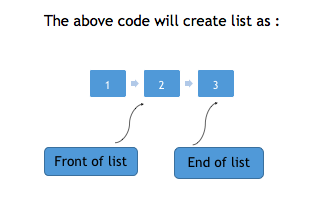 The above code will create list as :
1 2 3
Front of list End of list